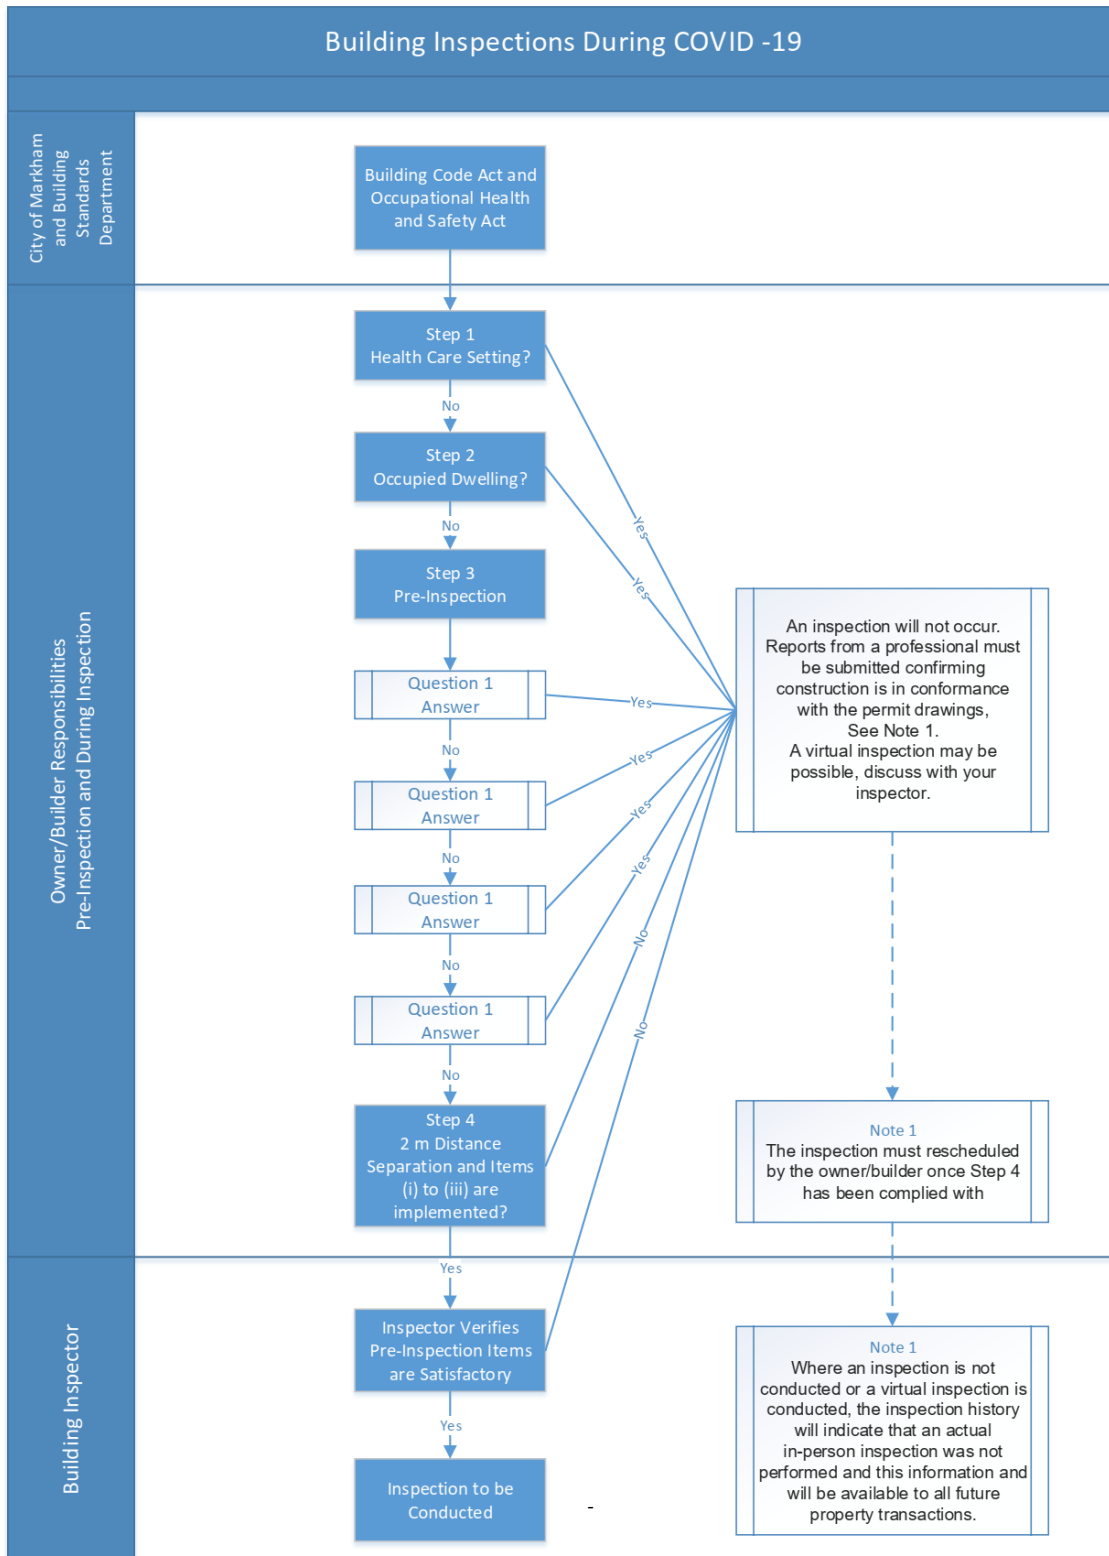 Building Inspections During COVID -19
City of Markham
and Building
Standards
Department
Building Code Act and
Occupational Health
and Safety Act
Owner/Builder Responsibilities
Pre-Inspection and During Inspection
Step 1
Health Care Setting?
Yes
No
Step 2
Occupied Dwelling?
Yes
No
Step 3
Pre-Inspection
Question 1
Answer
Yes
No
Question 1
Answer
Yes
No
Question 1
Answer
Yes
No
Question 1
Answer
Yes
No
Step 4
2 m Distance
Separation and Items
(i) to (iii) are
implemented?
No
Yes
An inspection will not occur.
Reports from a professional must
be submitted confirming
construction is in conformance
with the permit drawings,
See Note 1.
A virtual inspection may be
possible, discuss with your
inspector.
Note 1
The inspection must rescheduled
by the owner/builder once Step 4
has been complied with
Building Inspector
Inspector Verifies
Pre-Inspection Items
are Satisfactory
No
Yes
Inspection to be
Conducted
-
Note 1
Where an inspection is not
conducted or a virtual inspection is
conducted, the inspection history
will indicate that an actual
in-person inspection was not
performed and this information and
will be available to all future
property transactions.